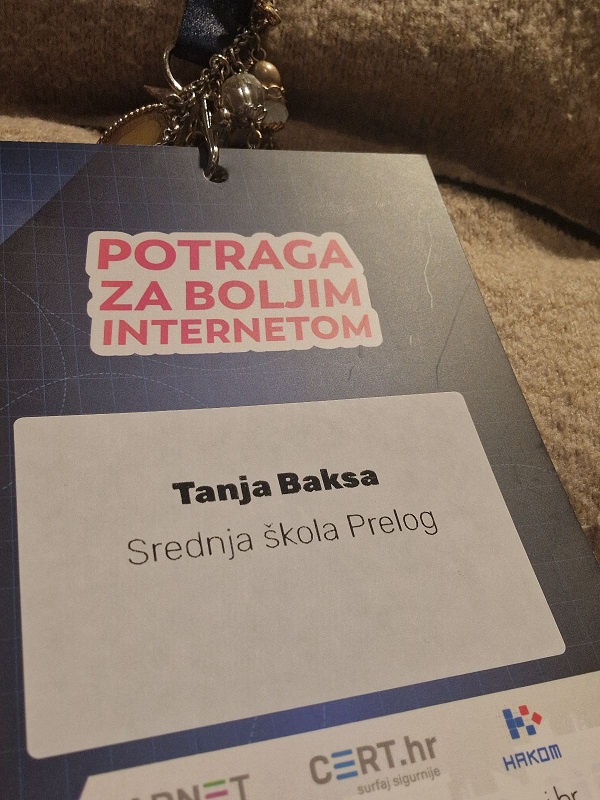 POTRAGA
ZA BOLJIM
INTERNETOM
Tanja Baksa
Srednja škola Prelog
CERT.hr
surfaj sigurnije
HAKOM